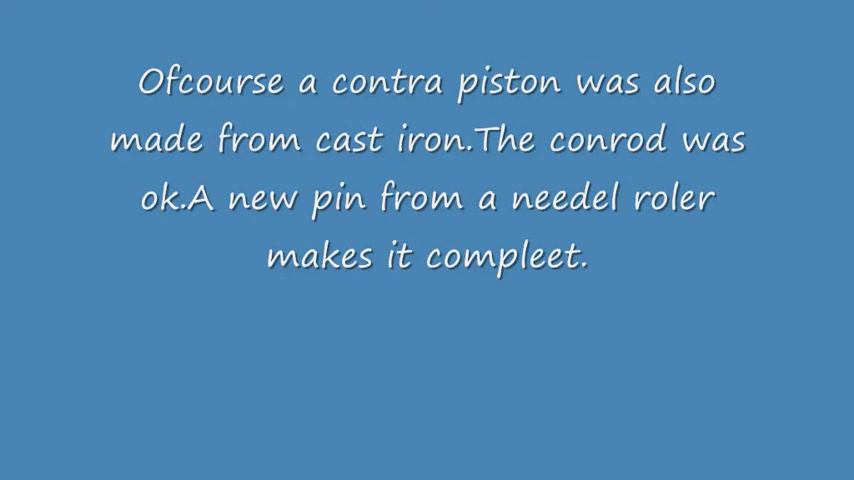 Ofcourse a contra piston was also
made from cast iron.The conrod was
ok.A new pin from a needel roler
makes it compleet.